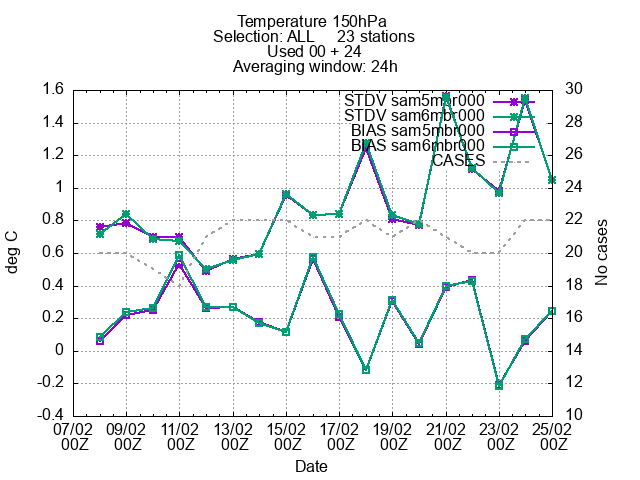 Temperature 150hPa
Selection: ALL 23 stations
Used 00 + 24
Averaging window: 24h
STDV sam5mbr000
STDV sam6mbr000
BIAS sam5mbr000
BIAS sam6mbr000
CASES
deg C
1.6
1.4
1.2
1
0.8
0.6
0.4
0.2
0
-0.2
-0.4
30
28
26
24
22
20
18
16
14
12
10
No cases
07/02 09/02 11/02 13/02 15/02 17/02 19/02 21/02 23/02 25/02
00Z 00Z 00Z 00Z 00Z 00Z 00Z 00Z 00Z 00Z
Date